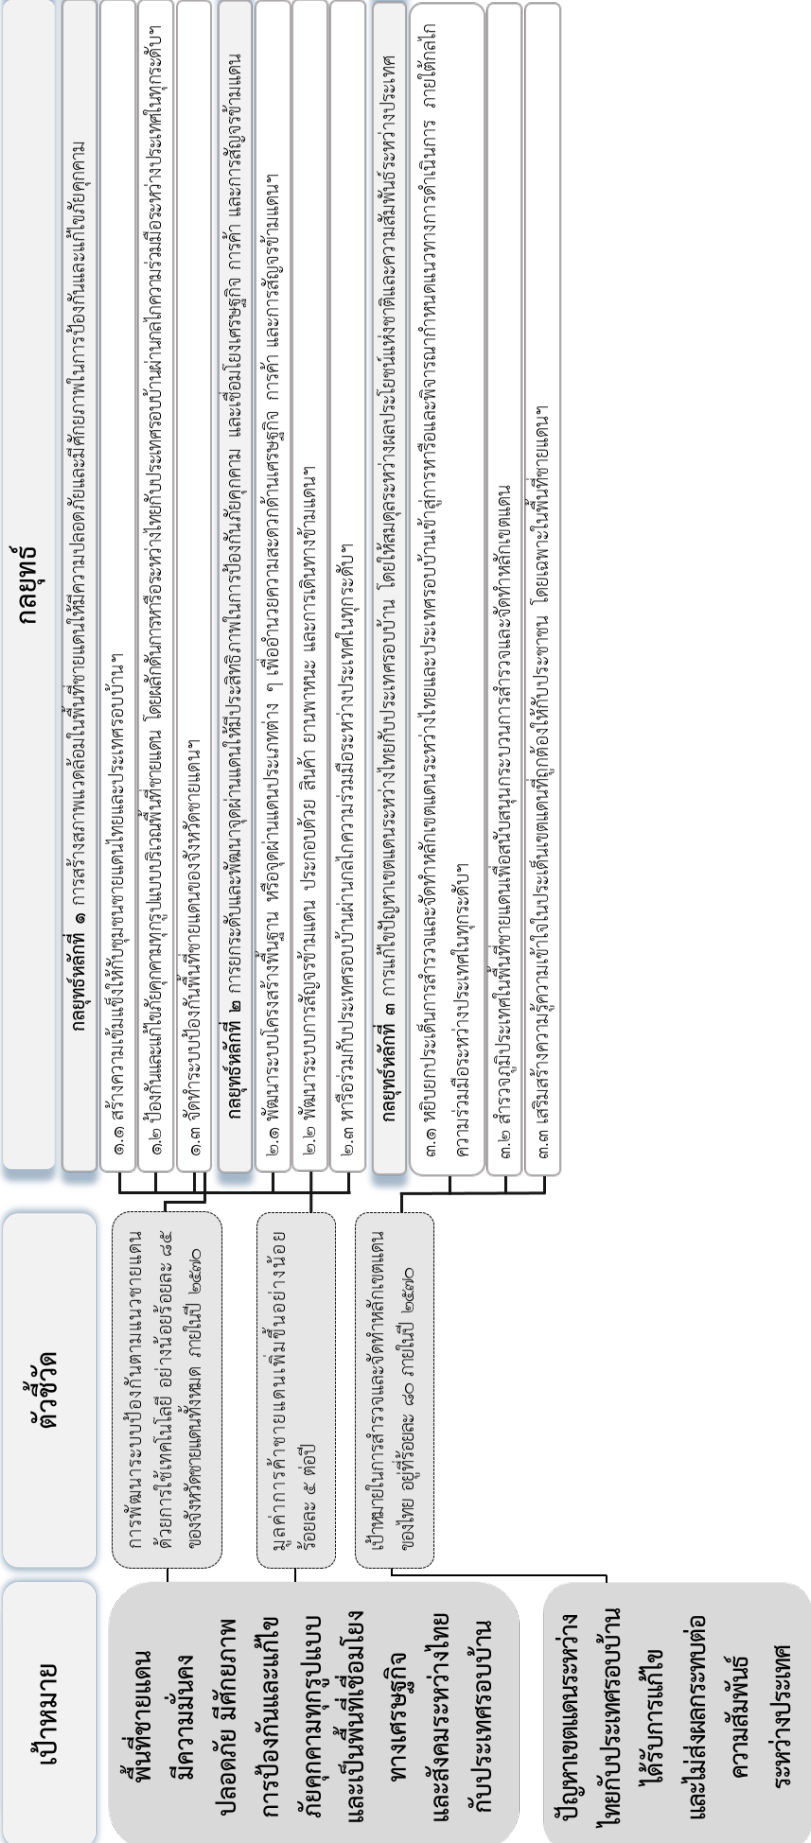 เป้าหมาย
ตัวชี้วัด
กลยุทธ์
พื้นที่ชายแดน
มีความมั่นคง
ปลอดภัย มีศักยภาพ
การป้องกันและแก้ไข
ภัยคุกคามทุกรูปแบบ
และเป็นพื้นที่เชื่อมโยง
ทางเศรษฐกิจ
และสังคมระหว่างไทย
กับประเทศรอบบ้าน
ปัญหาเขตแดนระหว่าง
ไทยกับประเทศรอบบ้าน
ได้รับการแก้ไข
และไม่ส่งผลกระทบต่อ
ความสัมพันธ์
ระหว่างประเทศ
การพัฒนาระบบป้องกันตามแนวชายแดน
ด้วยการใช้เทคโนโลยี อย่างน้อยร้อยละ ๘๕
ของจังหวัดชายแดนทั้งหมด ภายในปี ๒๕๗๐
มูลค่าการค้าชายแดนเพิ่มขึ้นอย่างน้อย
ร้อยละ ๕ ต่อปี
เป้าหมายในการสำรวจและจัดทำหลักเขตแดน
ของไทย อยู่ที่ร้อยละ ๘๐ ภายในปี ๒๕๗๐
กลยุทธ์หลักที่ ๑ การสร้างสภาพแวดล้อมในพื้นที่ชายแดนให้มีความปลอดภัยและมีศักยภาพในการป้องกันและแก้ไขภัยคุกคาม
๑.๑ สร้างความเข้มแข็งให้กับชุมชนชายแดนไทยและประเทศรอบบ้านฯ
๑.๒ ป้องกันและแก้ไขภัยคุกคามทุกรูปแบบบริเวณพื้นที่ชายแดน โดยผลักดันการหารือระหว่างไทยกับประเทศรอบบ้านผ่านกลไกความร่วมมือระหว่างประเทศในทุกระดับฯ
๑.๓ จัดทำระบบป้องกันพื้นที่ชายแดนของจังหวัดชายแดนฯ
กลยุทธ์หลักที่ ๒ การยกระดับและพัฒนาจุดผ่านแดนให้มีประสิทธิภาพในการป้องกันภัยคุกคาม และเชื่อมโยงเศรษฐกิจ การค้า และการสัญจรข้ามแดน
๒.๑ พัฒนาระบบโครงสร้างพื้นฐาน หรือจุดผ่านแดนประเภทต่าง ๆ เพื่ออำนวยความสะดวกด้านเศรษฐกิจ การค้า และการสัญจรข้ามแดนฯ
๒.๒ พัฒนาระบบการสัญจรข้ามแดน ประกอบด้วย สินค้า ยานพาหนะ และการเดินทางข้ามแดนฯ
๒.๓ หารือร่วมกับประเทศรอบบ้านผ่านกลไกความร่วมมือระหว่างประเทศในทุกระดับฯ
กลยุทธ์หลักที่ ๓ การแก้ไขปัญหาเขตแดนระหว่างไทยกับประเทศรอบบ้าน โดยให้สมดุลระหว่างผลประโยชน์แห่งชาติและความสัมพันธ์ระหว่างประเทศ
๓.๑ หยิบยกประเด็นการสำรวจและจัดทำหลักเขตแดนระหว่างไทยและประเทศรอบบ้านเข้าสู่การหารือและพิจารณากำหนดแนวทางการดำเนินการ ภายใต้กลไก
ความร่วมมือระหว่างประเทศในทุกระดับฯ
๓.๒ สำรวจภูมิประเทศในพื้นที่ชายแดนเพื่อสนับสนุนกระบวนการสำรวจและจัดทำหลักเขตแดน
๓.๓ เสริมสร้างความรู้ความเข้าใจในประเด็นเขตแดนที่ถูกต้องให้กับประชาชน โดยเฉพาะในพื้นที่ชายแดนฯ